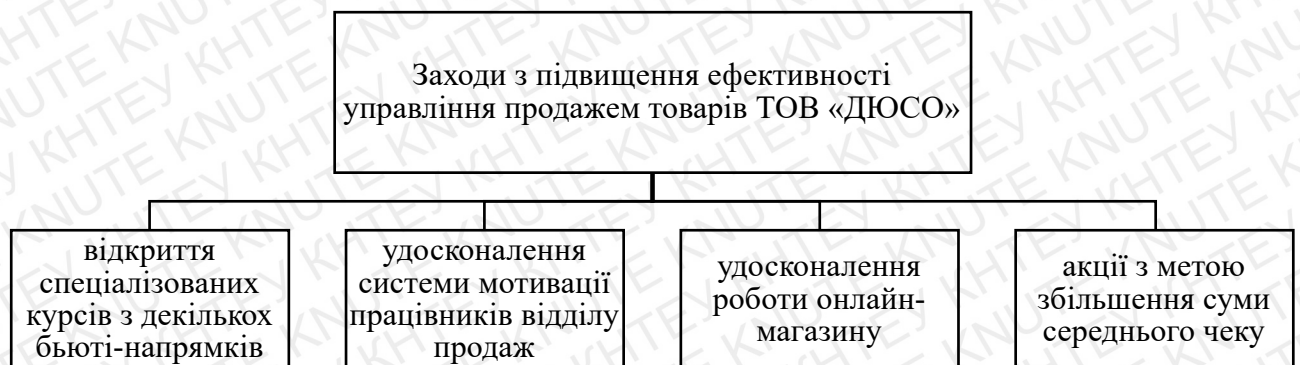 Заходи з підвищення ефективності
управління продажем товарів ТОВ «ДЮСО»
відкриття
спеціалізованих
курсів з декількох
бьюті-напрямків
удосконалення
системи мотивації
працівників відділу
продаж
удосконалення
роботи онлайн-
магазину
акції з метою
збільшення суми
середнього чеку